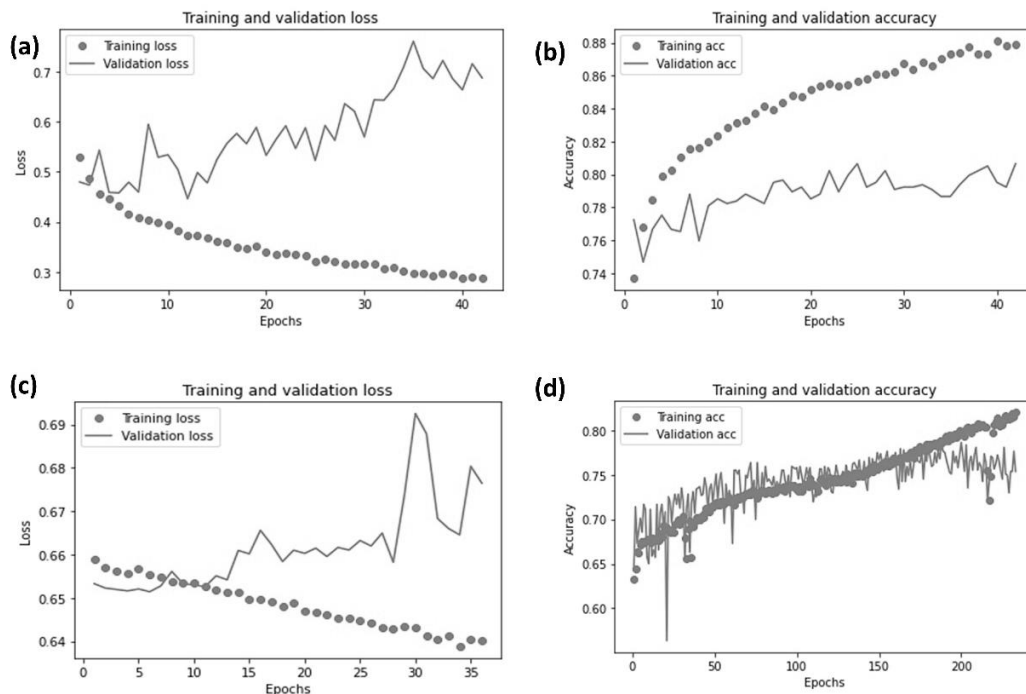 (a)
Training and validation loss
Training loss
Validation loss
0.7
0.6
0.5
0.4
0.3
Loss
0
10
20
30
40
Epochs
(b)
Training and validation accuracy
Training acc
Validation acc
0.88
0.86
0.84
0.82
0.80
0.78
0.76
0.74
Accuracy
0
10
20
30
40
Epochs
(c)
Training and validation loss
Training loss
Validation loss
0.69
0.68
0.67
0.66
0.65
0.64
Loss
0
5
10
15
20
25
30
35
Epochs
(d)
Training and validation accuracy
Training acc
Validation acc
0.80
0.75
0.70
0.65
0.60
Accuracy
0
50
100
150
200
Epochs